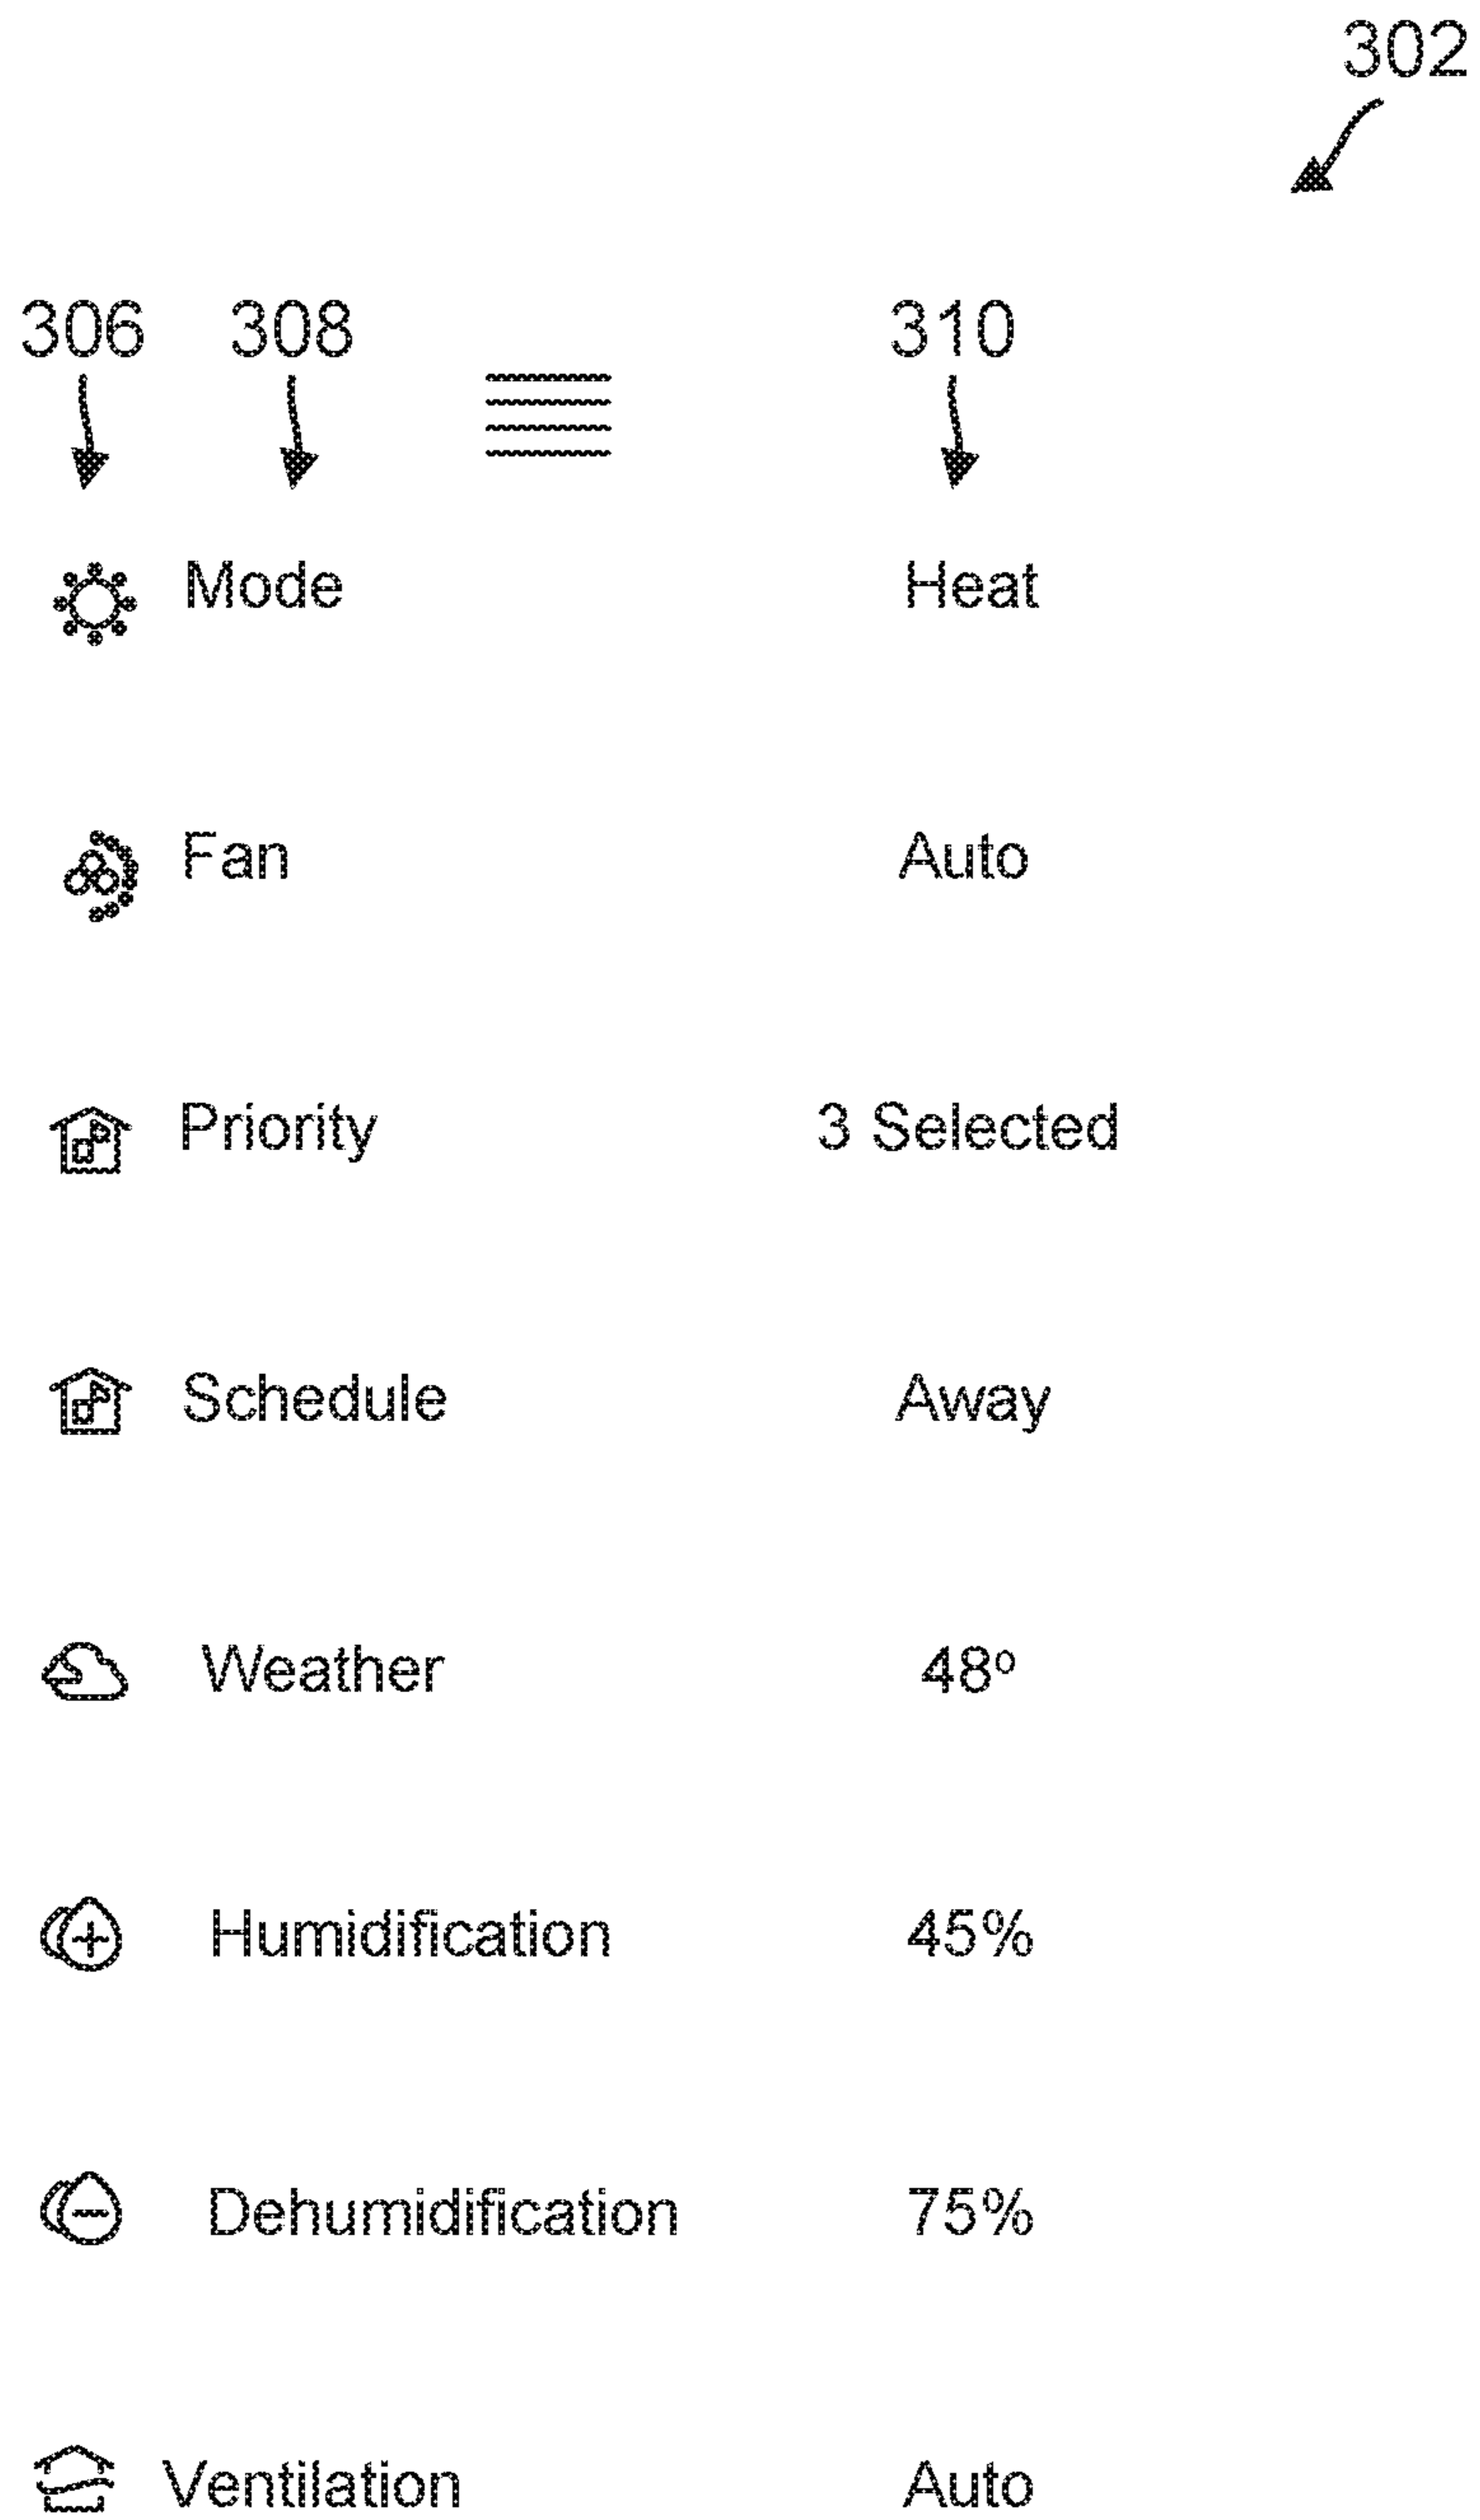 302
306 308 310
Mode Heat
Fan Auto
Priority 3 Selected
Schedule Away
Weather 48º
Humidification 45%
Dehumidification 75%
Ventilation Auto